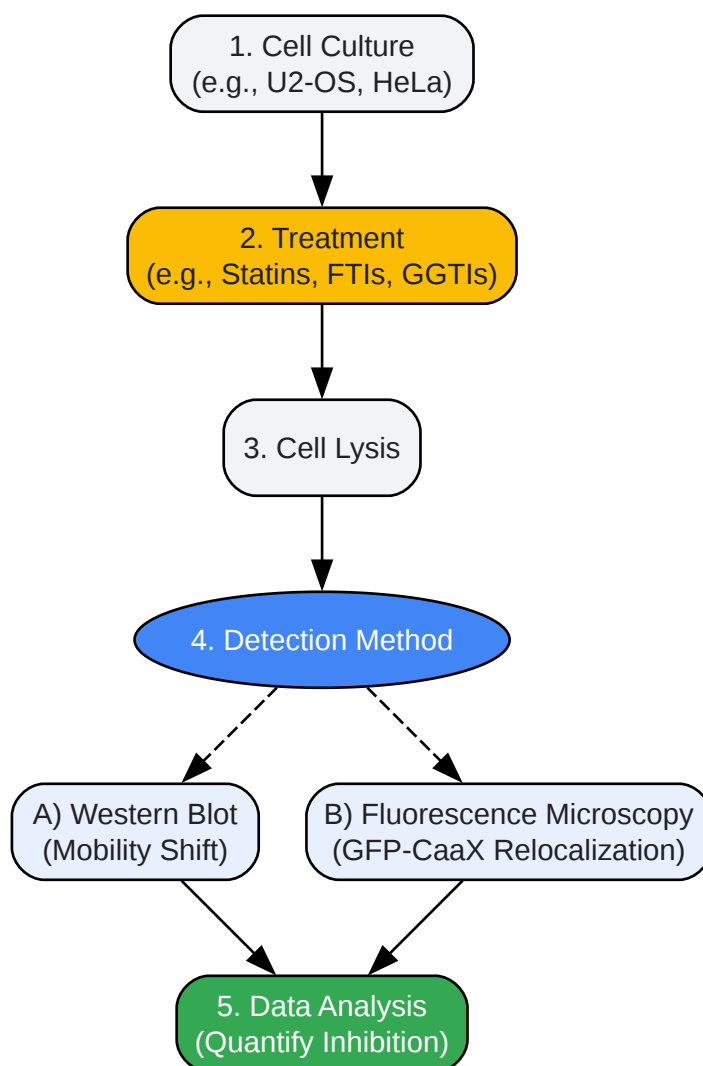 1. Cell Culture
(e.g., U2-OS, HeLa)
2. Treatment
(e.g., Statins, FTIs, GGTIs)
3. Cell Lysis
4. Detection Method
A) Western Blot
(Mobility Shift)
B) Fluorescence Microscopy
(GFP-CaaX Relocalization)
5. Data Analysis
(Quantify Inhibition)